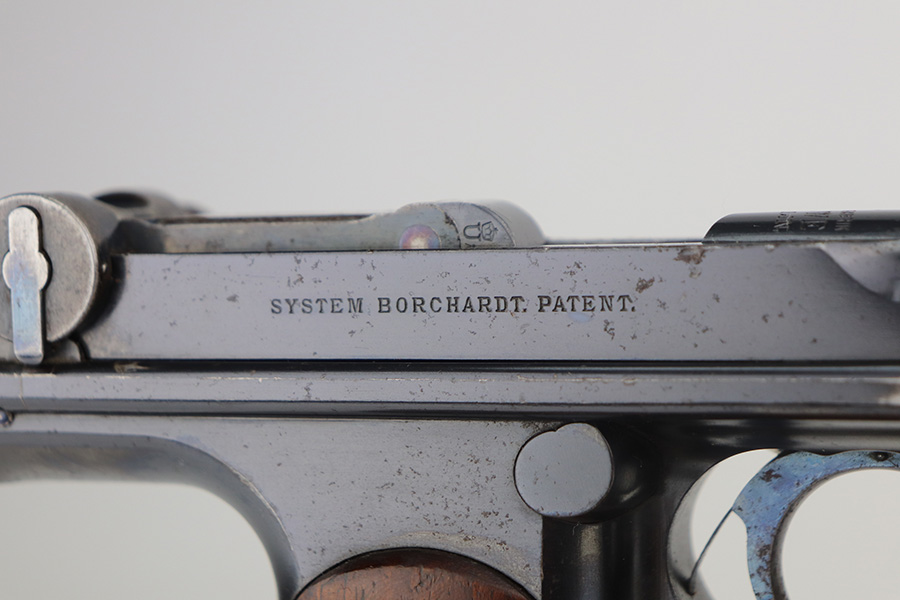 SYSTEM BORCHARDT. PATENT.